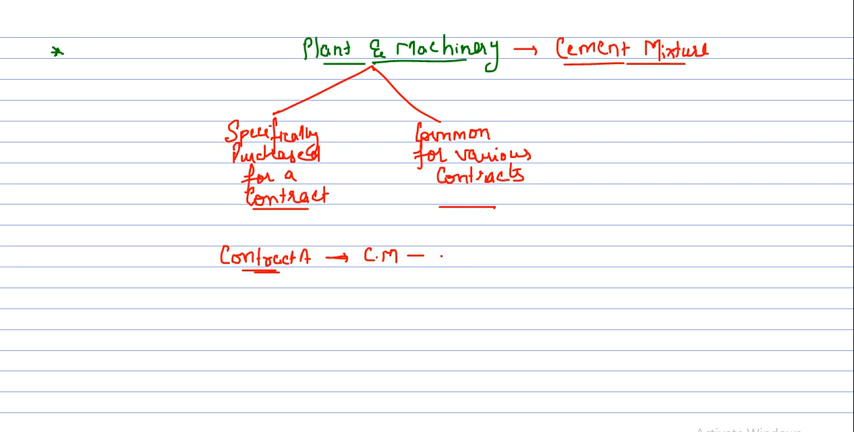 * Plant & Machinery → Cement Mixture
Specifically
Purchased
for a
Contract
Common
for various
Contracts
Contract A → C.M —